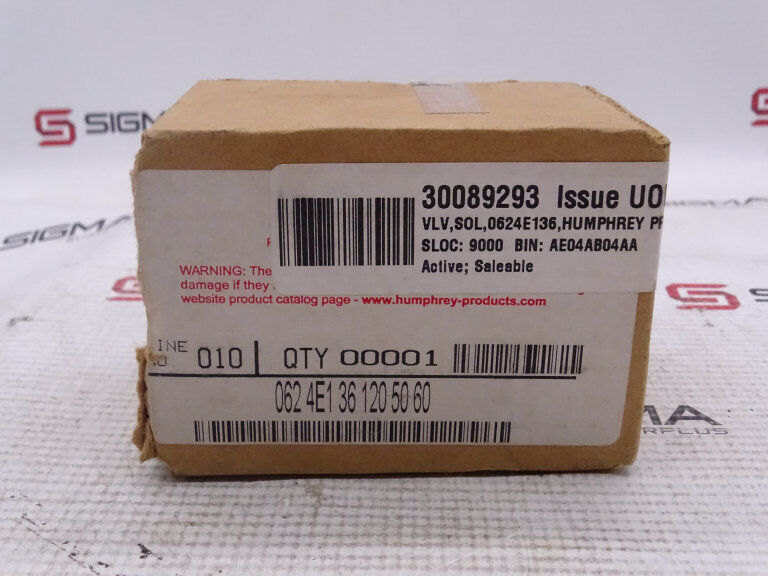 SIGMA
30089293 Issue UO
VLV,SOL,0624E136,HUMPHREY
SLOC: 9000 BIN: AE04AB04AA
Active; Saleable
WARNING: The
damage if they
website product catalog page - www.humphrey-products.com
INE
010 QTY 00001
062 4E1 36 120 50 60